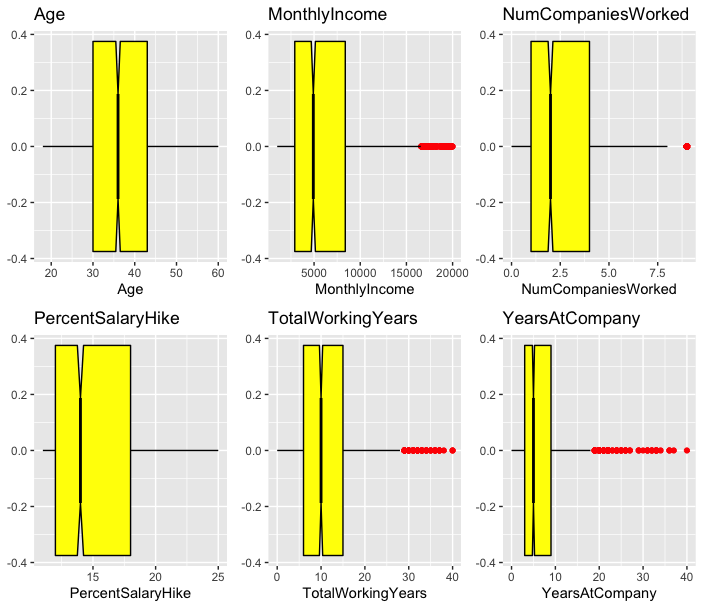 Age MonthlyIncome NumCompaniesWorked
0.4 0.4 0.4
0.2 0.2 0.2
0.0 0.0 0.0
-0.2 -0.2 -0.2
-0.4 -0.4 -0.4
20 30 40 50 60 5000 10000 15000 20000 0.0 2.5 5.0 7.5
Age MonthlyIncome NumCompaniesWorked
PercentSalaryHike TotalWorkingYears YearsAtCompany
0.4 0.4 0.4
0.2 0.2 0.2
0.0 0.0 0.0
-0.2 -0.2 -0.2
-0.4 -0.4 -0.4
15 20 25 0 10 20 30 40 0 10 20 30 40
PercentSalaryHike TotalWorkingYears YearsAtCompany